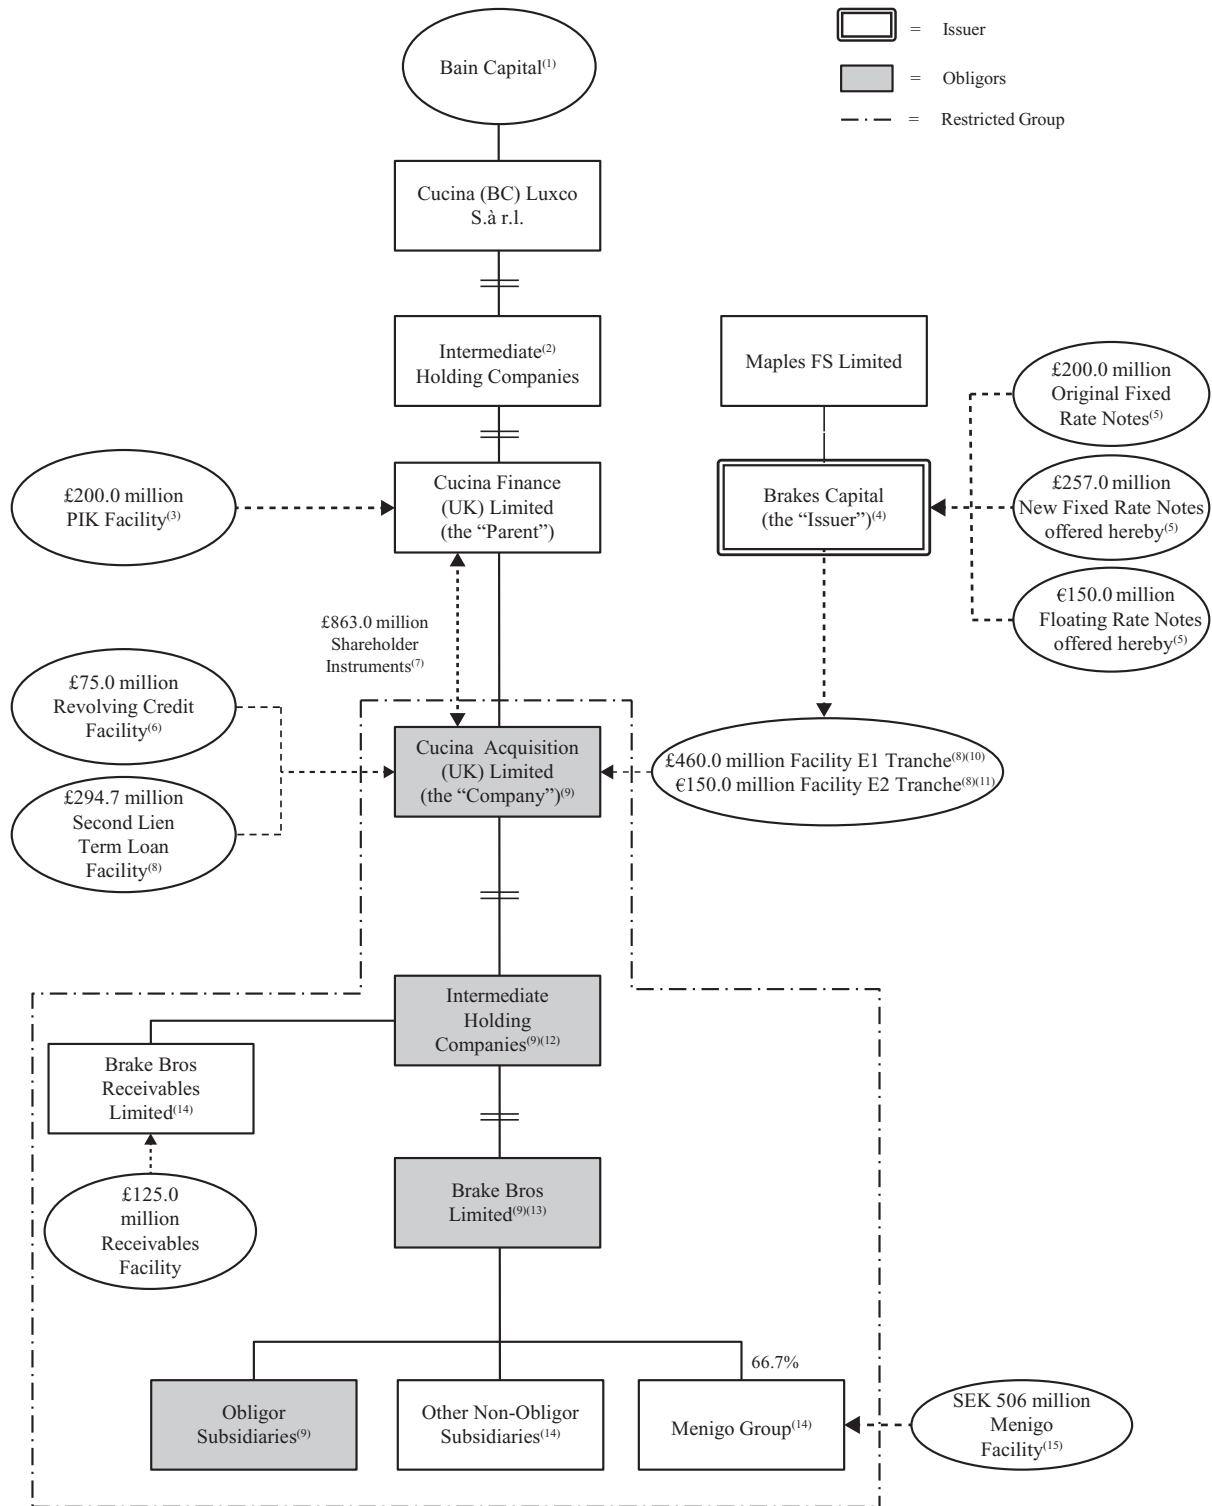 Bain Capital(1)
= Issuer
= Obligors
= Restricted Group
Cucina (BC) Luxco
S.à r.l.
Intermediate(2)
Holding Companies
Maples FS Limited
£200.0 million
Original Fixed
Rate Notes(5)
£200.0 million
PIK Facility(3)
Cucina Finance
(UK) Limited
(the “Parent”)
Brakes Capital
(the “Issuer”)(4)
£257.0 million
New Fixed Rate Notes
offered hereby(5)
€150.0 million
Floating Rate Notes
offered hereby(5)
£863.0 million
Shareholder
Instruments(7)
£75.0 million
Revolving Credit
Facility(6)
£294.7 million
Second Lien
Term Loan
Facility(8)
Cucina Acquisition
(UK) Limited
(the “Company”)(9)
£460.0 million Facility E1 Tranche(8)(10)
€150.0 million Facility E2 Tranche(8)(11)
Intermediate
Holding
Companies(9)(12)
Brake Bros
Receivables
Limited(14)
£125.0
million
Receivables
Facility
Brake Bros
Limited(9)(13)
66.7%
Obligor
Subsidiaries(9)
Other Non-Obligor
Subsidiaries(14)
Menigo Group(14)
SEK 506 million
Menigo
Facility(15)